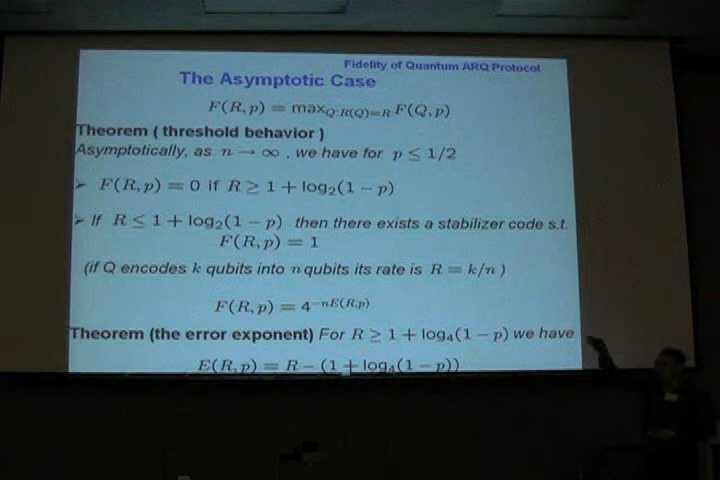 Fidelity of Quantum ARQ Protocol
The Asymptotic Case
F(R, p) = max_{Q:R(Q)=R} F(Q, p)
Theorem ( threshold behavior )
Asymptotically, as n → ∞ , we have for p ≤ 1/2
➢ F(R, p) = 0 if R ≥ 1 + log₂(1 − p)
➢ If R ≤ 1 + log₂(1 − p) then there exists a stabilizer code s.t.
F(R, p) = 1
(if Q encodes k qubits into n qubits its rate is R = k/n )
F(R, p) = 4^{−nE(R,p)}
Theorem (the error exponent) For R ≥ 1 + log₄(1 − p) we have
E(R, p) = R − (1 + log₄(1 − p))